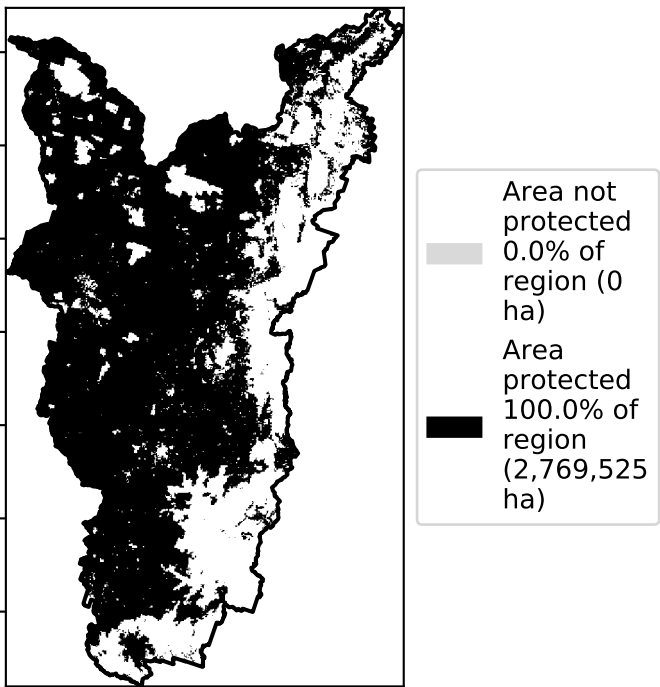 Area not
protected
0.0% of
region (0
ha)
Area
protected
100.0% of
region
(2,769,525
ha)